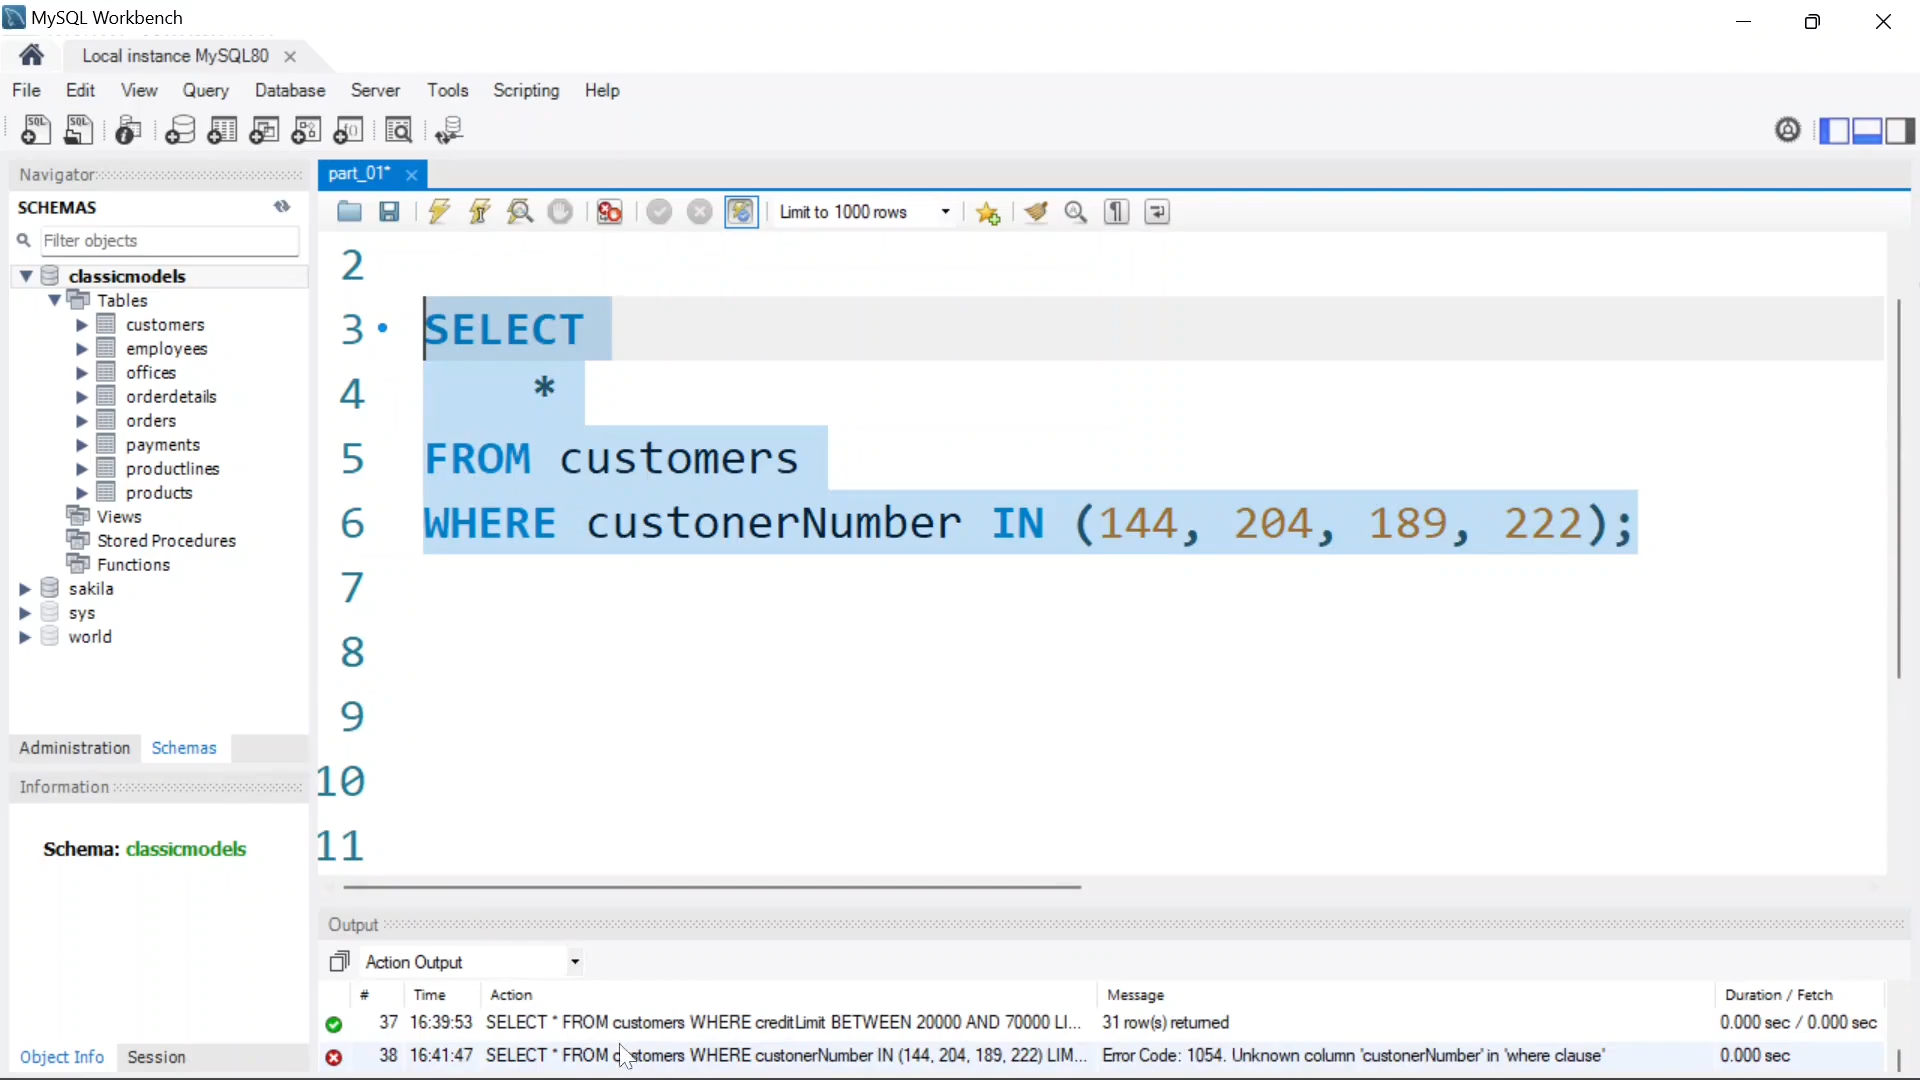 MySQL Workbench
Local instance MySQL80
File Edit View Query Database Server Tools Scripting Help
Navigator
SCHEMAS
Filter objects
classicmodels
Tables
customers
employees
offices
orderdetails
orders
payments
productlines
products
Views
Stored Procedures
Functions
sakila
sys
world
Administration Schemas
Information
Schema: classicmodels
Object Info Session
part_01*
Limit to 1000 rows
2
3 SELECT
4 *
5 FROM customers
6 WHERE custonerNumber IN (144, 204, 189, 222);
7
8
9
10
11
Output
Action Output
# Time Action Message Duration / Fetch
37 16:39:53 SELECT * FROM customers WHERE creditLimit BETWEEN 20000 AND 70000 LI... 31 row(s) returned 0.000 sec / 0.000 sec
38 16:41:47 SELECT * FROM customers WHERE custonerNumber IN (144, 204, 189, 222) LIM... Error Code: 1054. Unknown column 'custonerNumber' in 'where clause' 0.000 sec